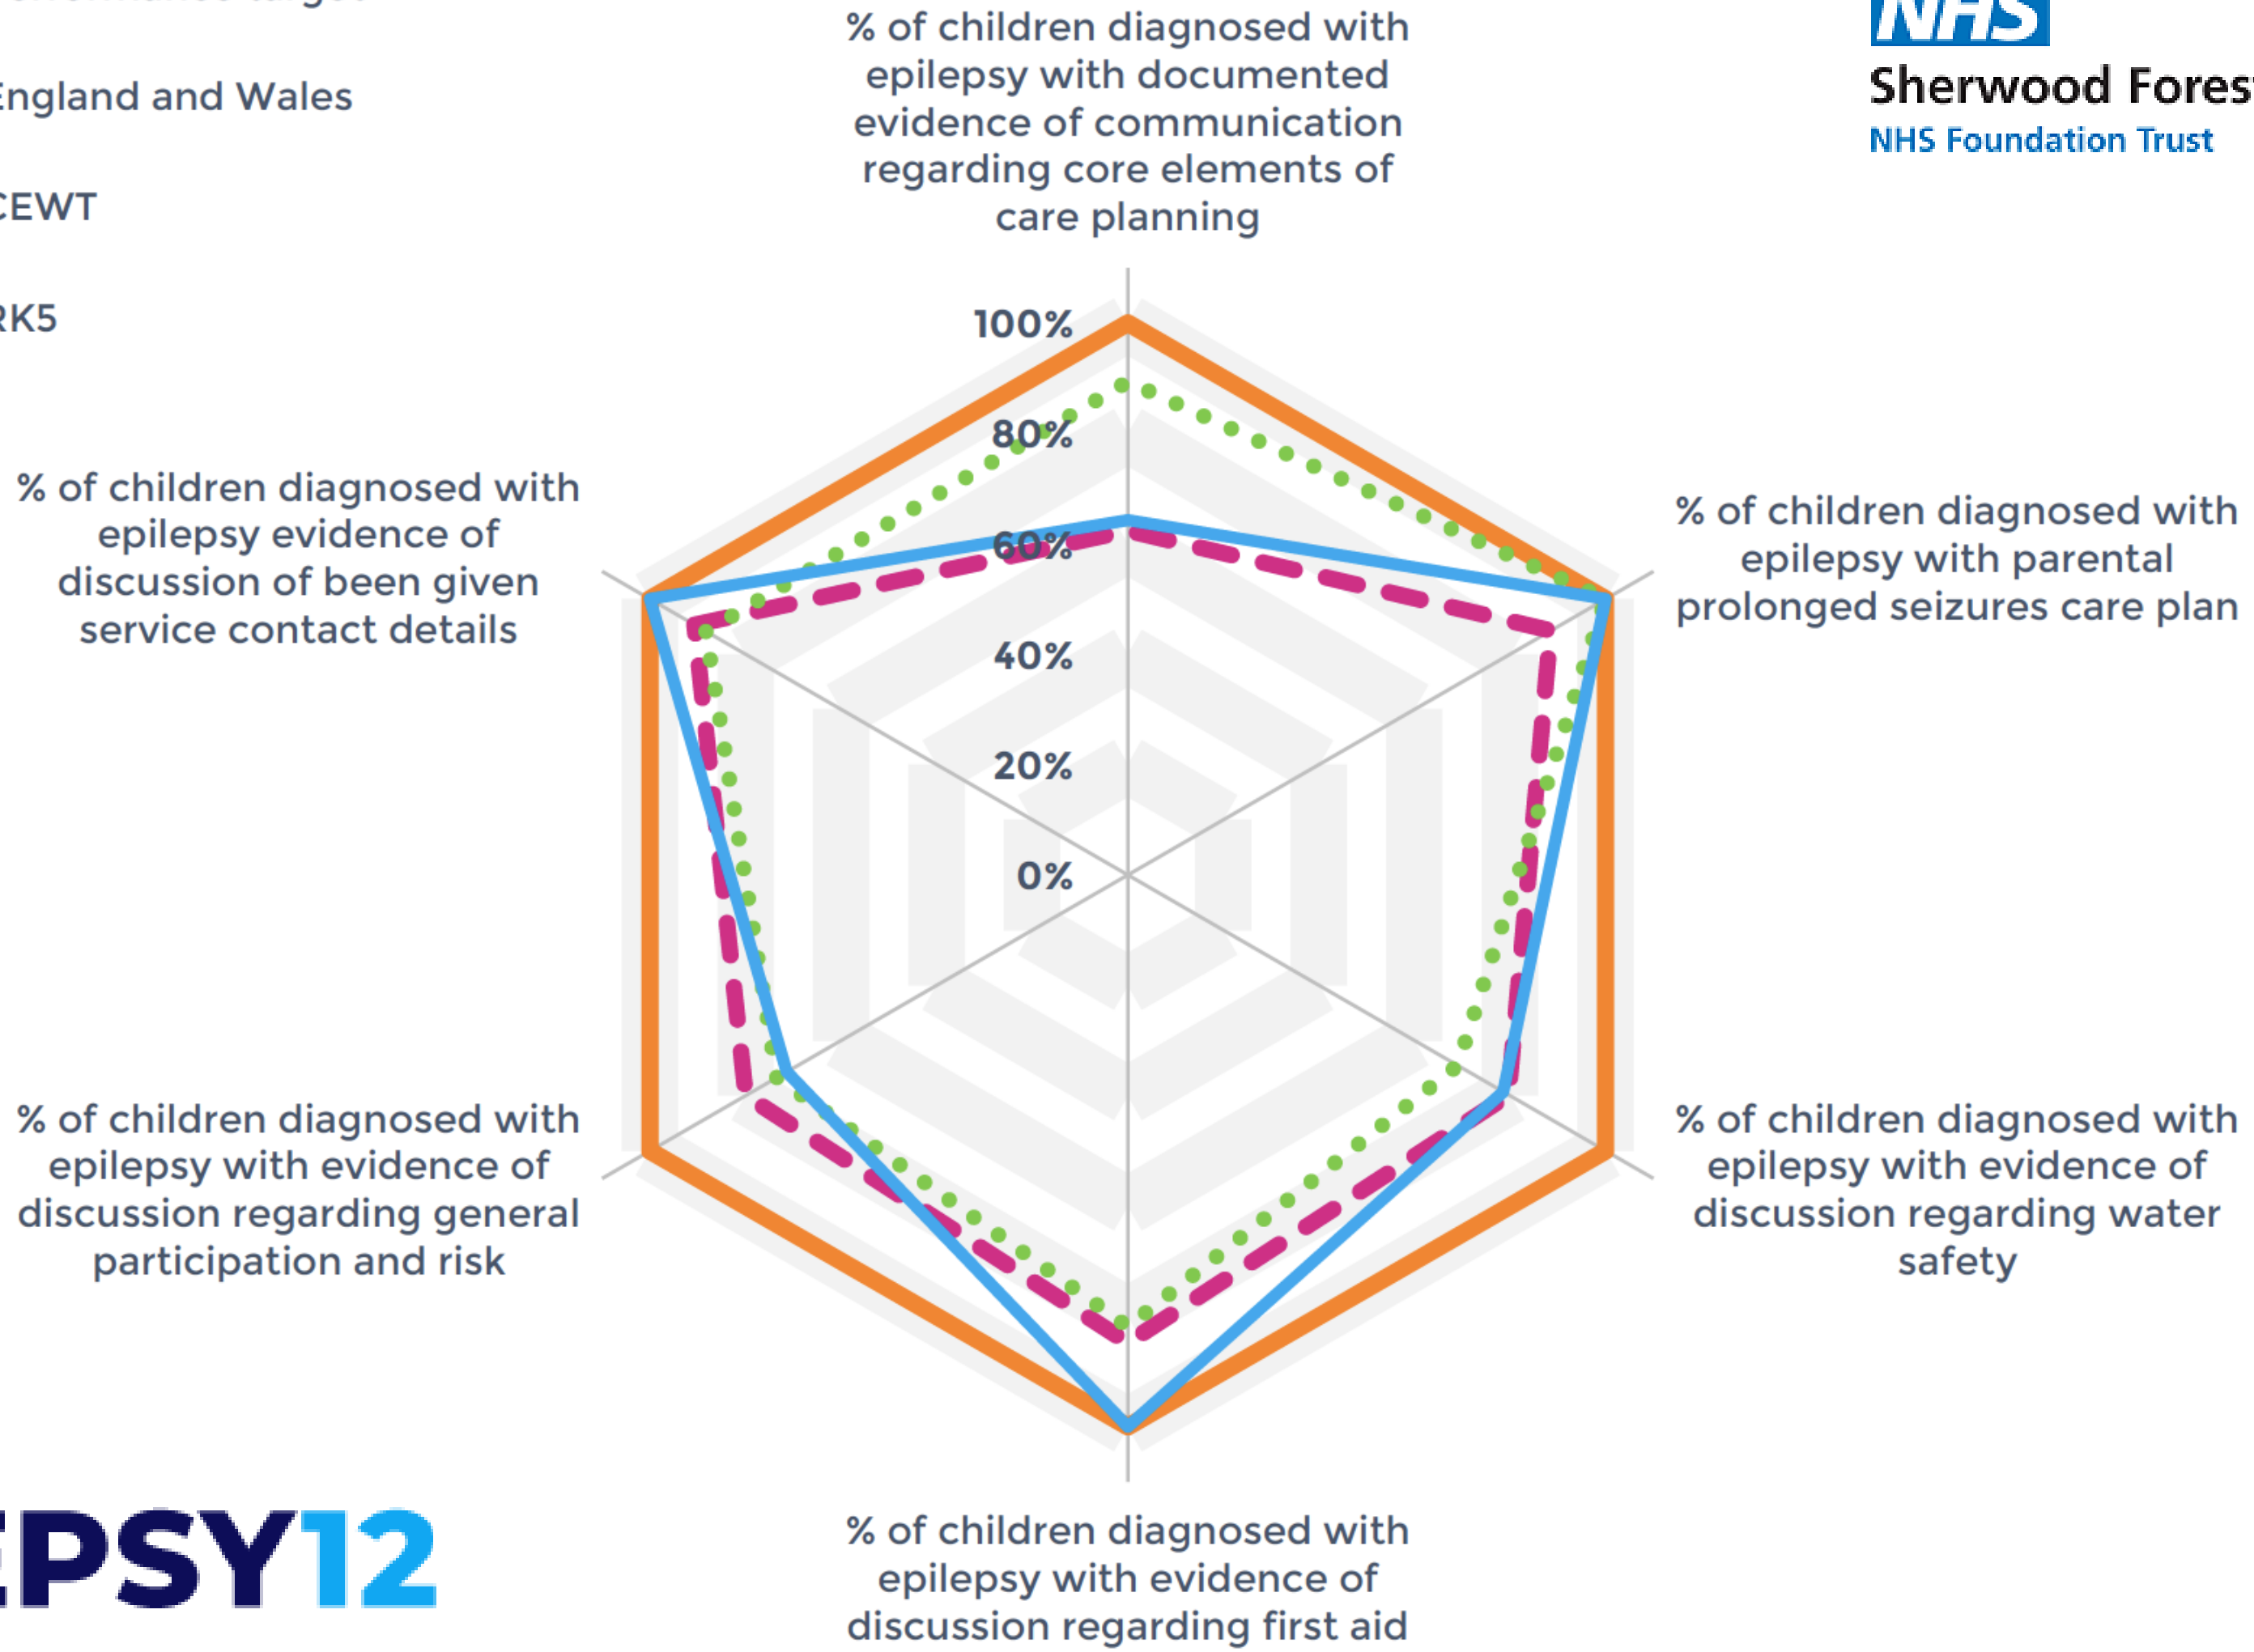 England and Wales
CEWT
RK5
NHS
Sherwood Fores
NHS Foundation Trust
% of children diagnosed with
epilepsy with documented
evidence of communication
regarding core elements of
care planning
100%
80%
60%
40%
20%
0%
% of children diagnosed with
epilepsy evidence of
discussion of been given
service contact details
% of children diagnosed with
epilepsy with parental
prolonged seizures care plan
% of children diagnosed with
epilepsy with evidence of
discussion regarding general
participation and risk
% of children diagnosed with
epilepsy with evidence of
discussion regarding water
safety
% of children diagnosed with
epilepsy with evidence of
discussion regarding first aid
EPSY12